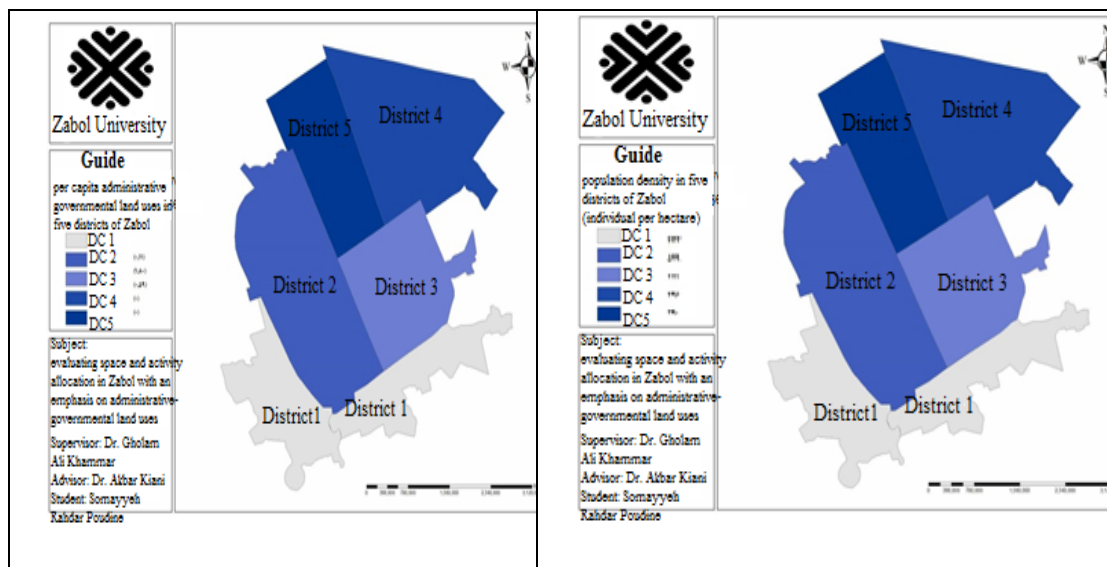 Zabol University
Guide
per capita administrative
governmental land uses in
five districts of Zabol
DC 1
DC 2
DC 3
DC 4
DC5
Subject:
evaluating space and activity
allocation in Zabol with an
emphasis on administrative-
governmental land uses
Supervisor: Dr. Gholam
Ali Khammar
Advisor: Dr. Akbar Kiani
Student: Somayyeh
Rahdar Poudine
N
W
S
District 5
District 4
District 2
District 3
District1
District 1
0
Zabol University
Guide
population density in five
districts of Zabol
(individual per hectare)
DC 1
DC 2
DC 3
DC 4
DC5
Subject:
evaluating space and activity
allocation in Zabol with an
emphasis on administrative-
governmental land uses
Supervisor: Dr. Gholam
Ali Khammar
Advisor: Dr. Akbar Kiani
Student: Somayyeh
Rahdar Poudine
N
W
S
District 5
District 4
District 2
District 3
District1
District 1
0